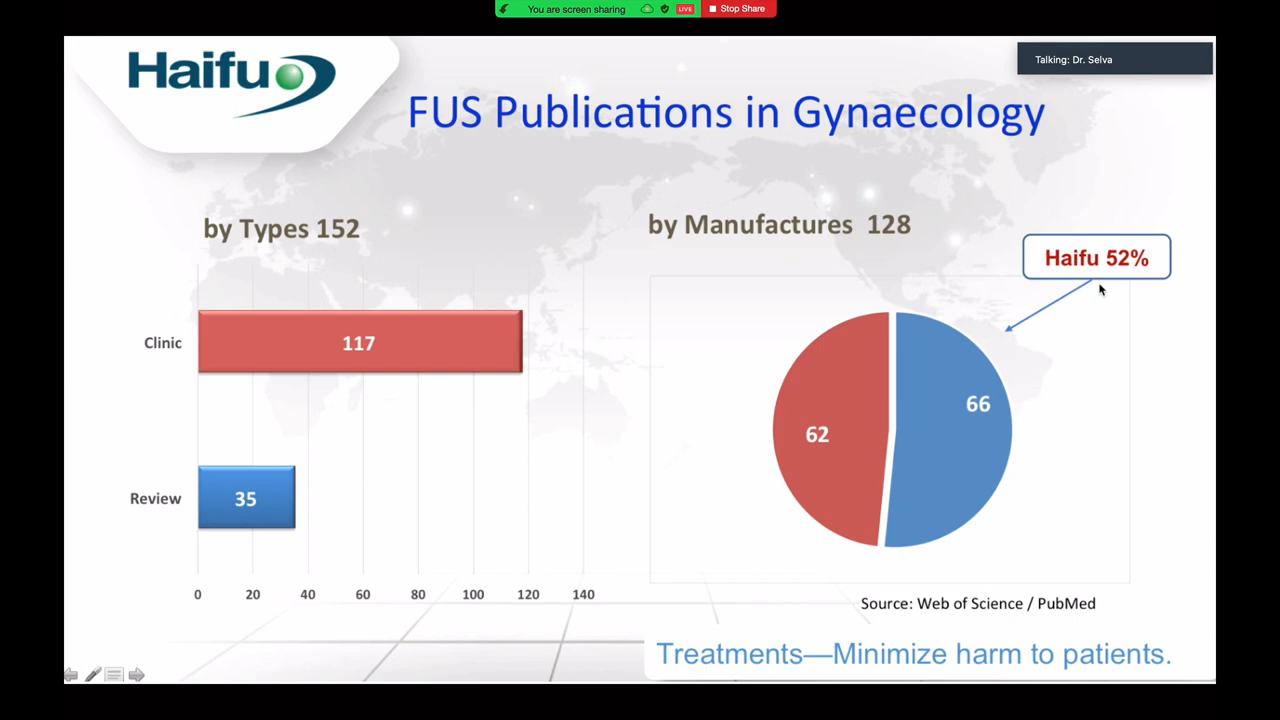 You are screen sharing LIVE Stop Share
Talking: Dr. Selva
Haifu
FUS Publications in Gynaecology
by Types 152
Clinic 117
Review 35
0 20 40 60 80 100 120 140
by Manufactures 128
Haifu 52%
62 66
Source: Web of Science / PubMed
Treatments—Minimize harm to patients.